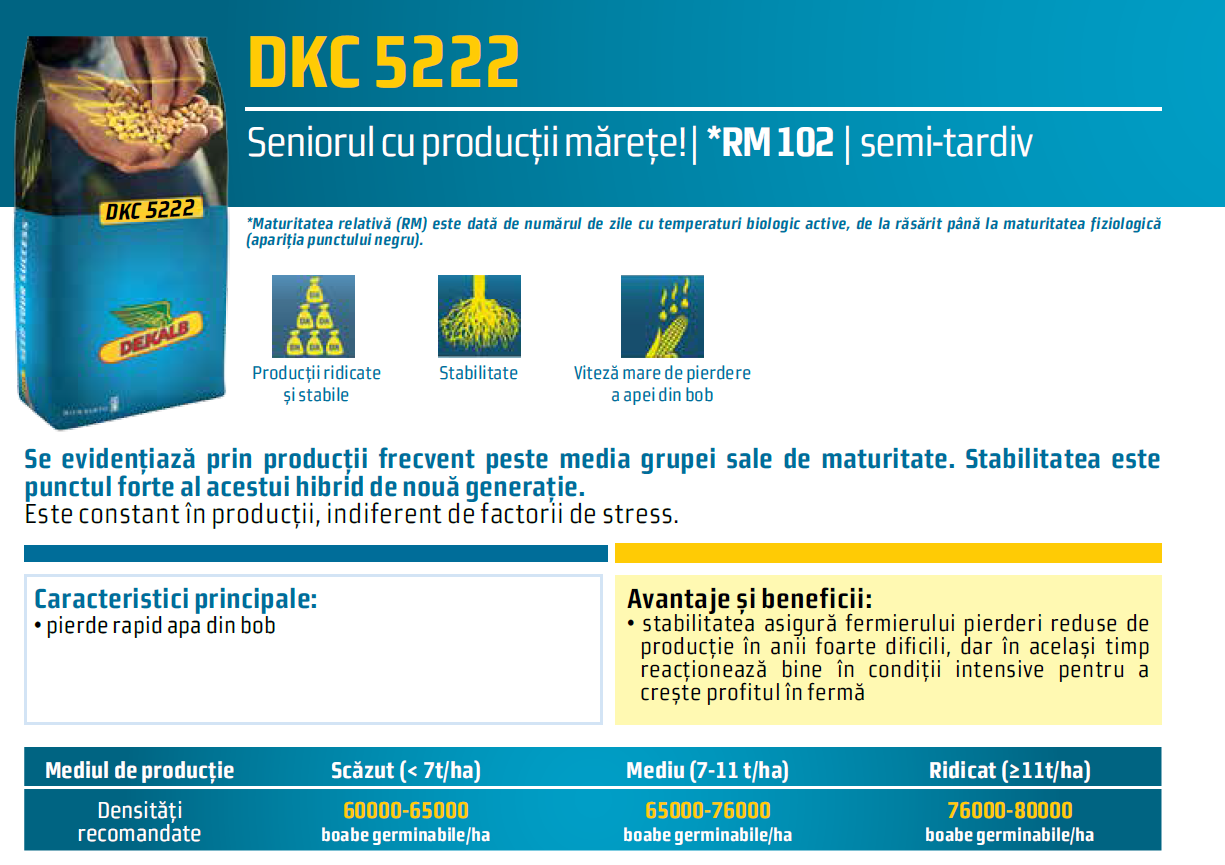 DKC 5222
Seniorul cu producții mărețe! | *RM 102 | semi-tardiv
DKC 5222
SEED YOUR SUCCESS
DEKALB
MONSANTO
*Maturitatea relativă (RM) este dată de numărul de zile cu temperaturi biologic active, de la răsărit până la maturitatea fiziologică
(apariția punctului negru).
Producții ridicate
și stabile
Stabilitate
Viteză mare de pierdere
a apei din bob
Se evidențiază prin producții frecvent peste media grupei sale de maturitate. Stabilitatea este
punctul forte al acestui hibrid de nouă generație.
Este constant în producții, indiferent de factorii de stress.
Caracteristici principale:
• pierde rapid apa din bob
Avantaje și beneficii:
• stabilitatea asigură fermierului pierderi reduse de
producție în anii foarte dificili, dar în același timp
reacționează bine în condiții intensive pentru a
crește profitul în fermă
Mediul de producție Scăzut (< 7t/ha) Mediu (7-11 t/ha) Ridicat (≥11t/ha)
Densități 60000-65000 65000-76000 76000-80000
recomandate boabe germinabile/ha boabe germinabile/ha boabe germinabile/ha